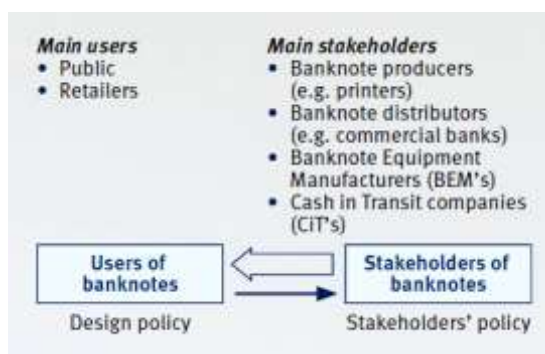 Main users
• Public
• Retailers
Main stakeholders
• Banknote producers
(e.g. printers)
• Banknote distributors
(e.g. commercial banks)
• Banknote Equipment
Manufacturers (BEM's)
• Cash in Transit companies
(CiT's)
Users of
banknotes
Stakeholders of
banknotes
Design policy
Stakeholders' policy